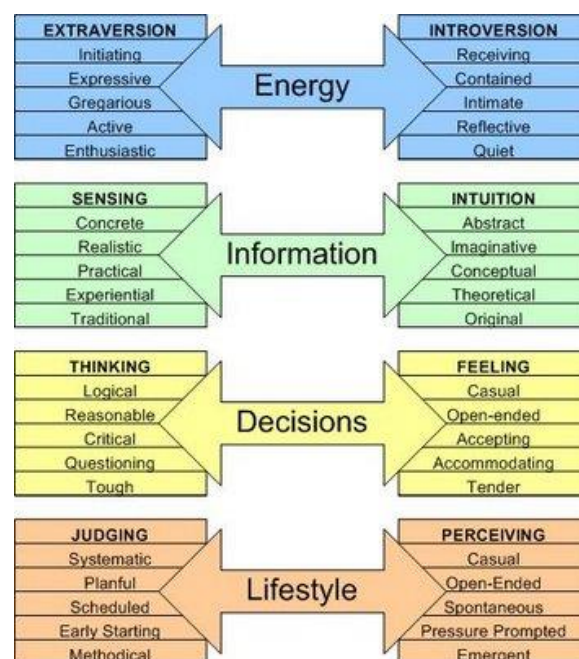 EXTRAVERSION
Initiating
Expressive
Gregarious
Active
Enthusiastic
Energy
INTROVERSION
Receiving
Contained
Intimate
Reflective
Quiet
SENSING
Concrete
Realistic
Practical
Experiential
Traditional
Information
INTUITION
Abstract
Imaginative
Conceptual
Theoretical
Original
THINKING
Logical
Reasonable
Critical
Questioning
Tough
Decisions
FEELING
Casual
Open-ended
Accepting
Accommodating
Tender
JUDGING
Systematic
Planful
Scheduled
Early Starting
Methodical
Lifestyle
PERCEIVING
Casual
Open-Ended
Spontaneous
Pressure Prompted
Emergent